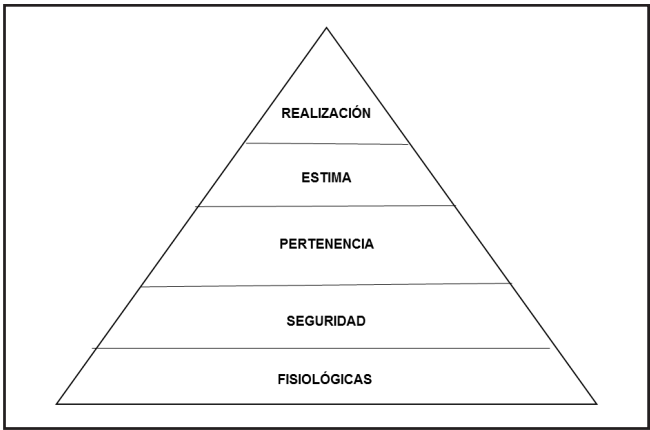 REALIZACIÓN
ESTIMA
PERTENENCIA
SEGURIDAD
FISIOLÓGICAS